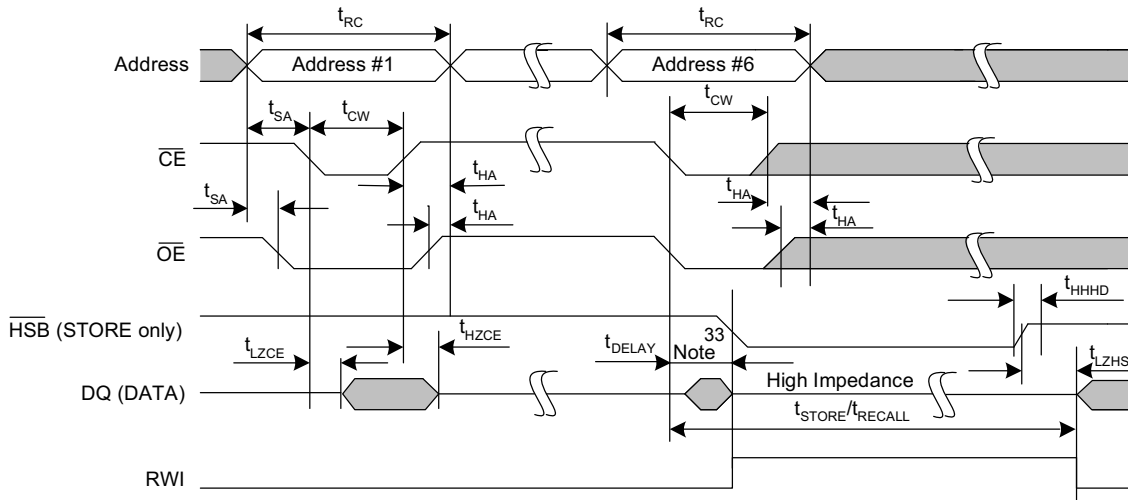 tRC tRC
Address Address #1 Address #6
tSA tCW tCW
CE
tHA
tSA tHA tHA
tHA
OE
tHHHD
HSB (STORE only)
tLZCE tHZCE tDELAY Note 33 tLZHS
DQ (DATA) High Impedance
tSTORE/tRECALL
RWI